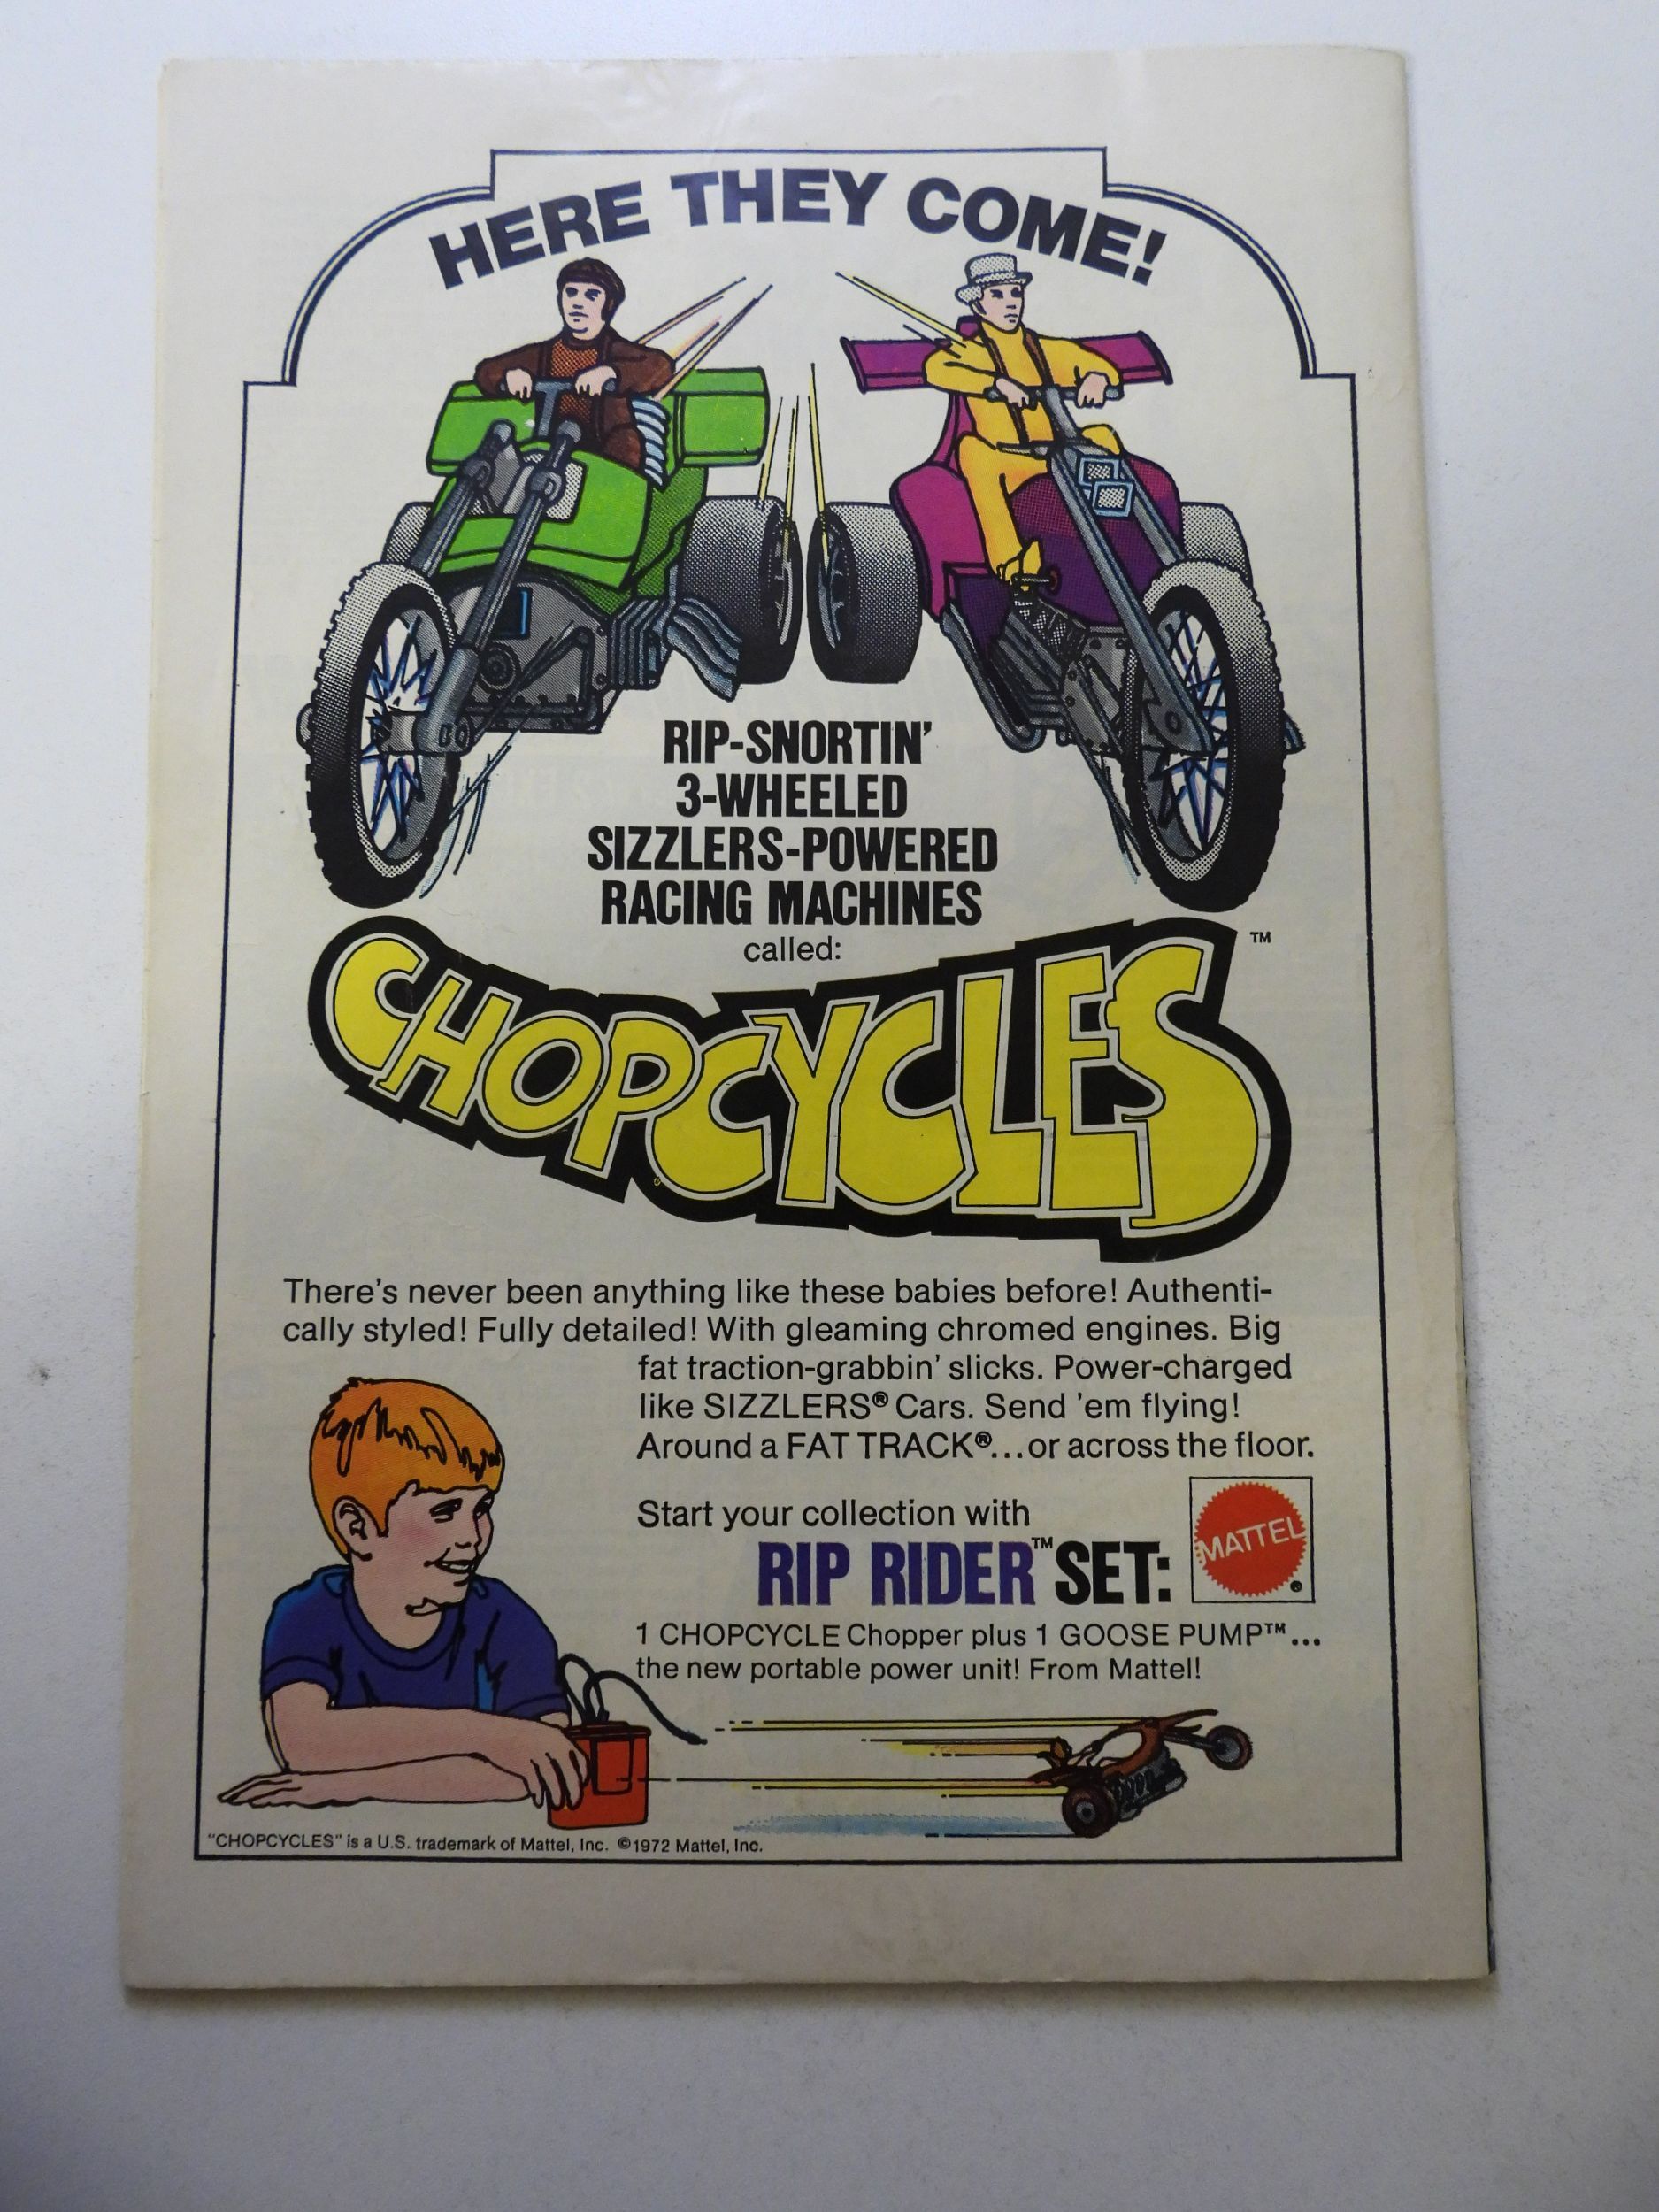 HERE THEY COME!
RIP-SNORTIN'
3-WHEELED
SIZZLERS-POWERED
RACING MACHINES
called:
CHOPCYCLES™
There's never been anything like these babies before! Authenti-
cally styled! Fully detailed! With gleaming chromed engines. Big
fat traction-grabbin' slicks. Power-charged
like SIZZLERS® Cars. Send 'em flying!
Around a FAT TRACK®...or across the floor.
Start your collection with
RIP RIDER™ SET:
MATTEL®
1 CHOPCYCLE Chopper plus 1 GOOSE PUMP™...
the new portable power unit! From Mattel!
"CHOPCYCLES" is a U.S. trademark of Mattel, Inc. ©1972 Mattel, Inc.